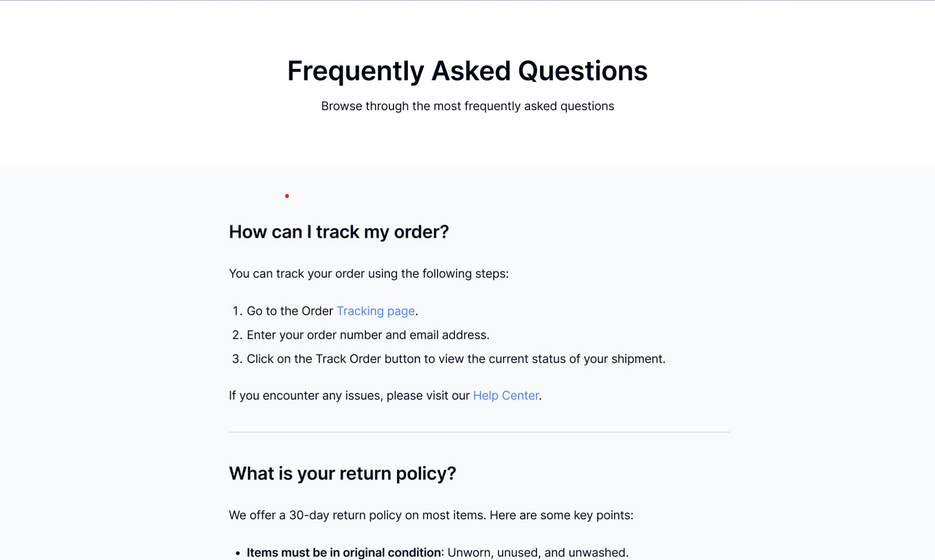 Frequently Asked Questions
Browse through the most frequently asked questions
How can I track my order?
You can track your order using the following steps:
1. Go to the Order Tracking page.
2. Enter your order number and email address.
3. Click on the Track Order button to view the current status of your shipment.
If you encounter any issues, please visit our Help Center.
What is your return policy?
We offer a 30-day return policy on most items. Here are some key points:
• Items must be in original condition: Unworn, unused, and unwashed.